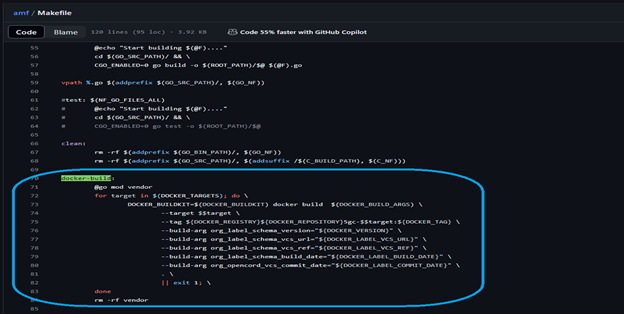 amf / Makefile
Code Blame 120 lines (95 loc) · 3.92 KB Code 55% faster with GitHub Copilot
55 @echo "Start building $(@F)...."
56 cd $(GO_SRC_PATH)/ && \
57 CGO_ENABLED=0 go build -o $(ROOT_PATH)/$@ $(@F).go
58
59 vpath %.go $(addprefix $(GO_SRC_PATH)/, $(GO_NF))
60
61 #test: $(NF_GO_FILES_ALL)
62 # @echo "Start building $(@F)...."
63 # cd $(GO_SRC_PATH)/ && \
64 # CGO_ENABLED=0 go test -o $(ROOT_PATH)/$@
65
66 clean:
67 rm -rf $(addprefix $(GO_BIN_PATH)/, $(GO_NF))
68 rm -rf $(addprefix $(GO_SRC_PATH)/, $(addsuffix /$(C_BUILD_PATH), $(C_NF)))
69
70 docker-build:
71 @go mod vendor
72 for target in $(DOCKER_TARGETS); do \
73 DOCKER_BUILDKIT=$(DOCKER_BUILDKIT) docker build $(DOCKER_BUILD_ARGS) \
74 --target $$target \
75 --tag ${DOCKER_REGISTRY}${DOCKER_REPOSITORY}5gc-$$target:${DOCKER_TAG} \
76 --build-arg org_label_schema_version="${DOCKER_VERSION}" \
77 --build-arg org_label_schema_vcs_url="${DOCKER_LABEL_VCS_URL}" \
78 --build-arg org_label_schema_vcs_ref="${DOCKER_LABEL_VCS_REF}" \
79 --build-arg org_label_schema_build_date="${DOCKER_LABEL_BUILD_DATE}" \
80 --build-arg org_opencord_vcs_commit_date="${DOCKER_LABEL_COMMIT_DATE}" \
81 . \
82 || exit 1; \
83 done
84 rm -rf vendor
85